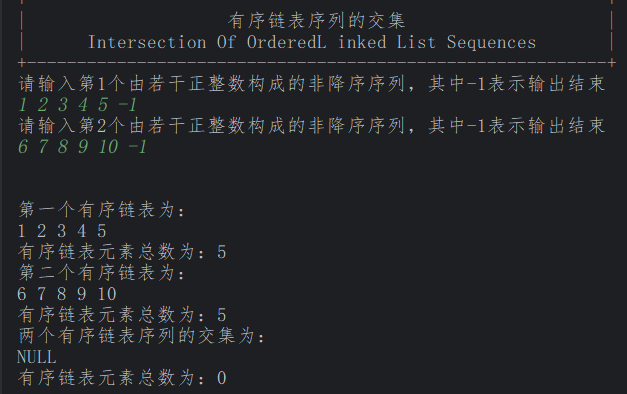 有序链表序列的交集
Intersection Of OrderedL inked List Sequences
请输入第1个由若干正整数构成的非降序序列，其中-1表示输出结束
1 2 3 4 5 -1
请输入第2个由若干正整数构成的非降序序列，其中-1表示输出结束
6 7 8 9 10 -1
第一个有序链表为：
1 2 3 4 5
有序链表元素总数为：5
第二个有序链表为：
6 7 8 9 10
有序链表元素总数为：5
两个有序链表序列的交集为：
NULL
有序链表元素总数为：0